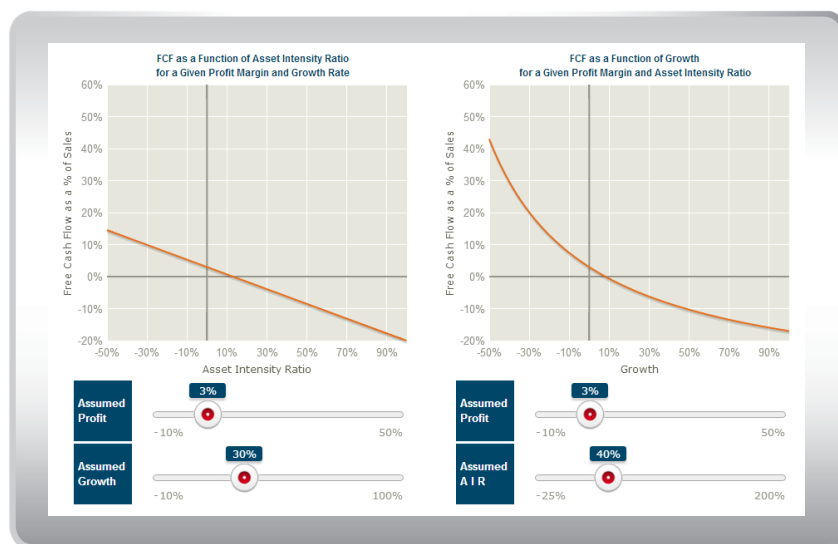 FCF as a Function of Asset Intensity Ratio
for a Given Profit Margin and Growth Rate
60%
50%
40%
30%
20%
10%
0%
-10%
-20%
Free Cash Flow as a % of Sales
-50% -30% -10% 10% 30% 50% 70% 90%
Asset Intensity Ratio
3%
Assumed
Profit
-10% 50%
30%
Assumed
Growth
-10% 100%
FCF as a Function of Growth
for a Given Profit Margin and Asset Intensity Ratio
60%
50%
40%
30%
20%
10%
0%
-10%
-20%
Free Cash Flow as a % of Sales
-50% -30% -10% 10% 30% 50% 70% 90%
Growth
3%
Assumed
Profit
-10% 50%
40%
Assumed
A I R
-25% 200%